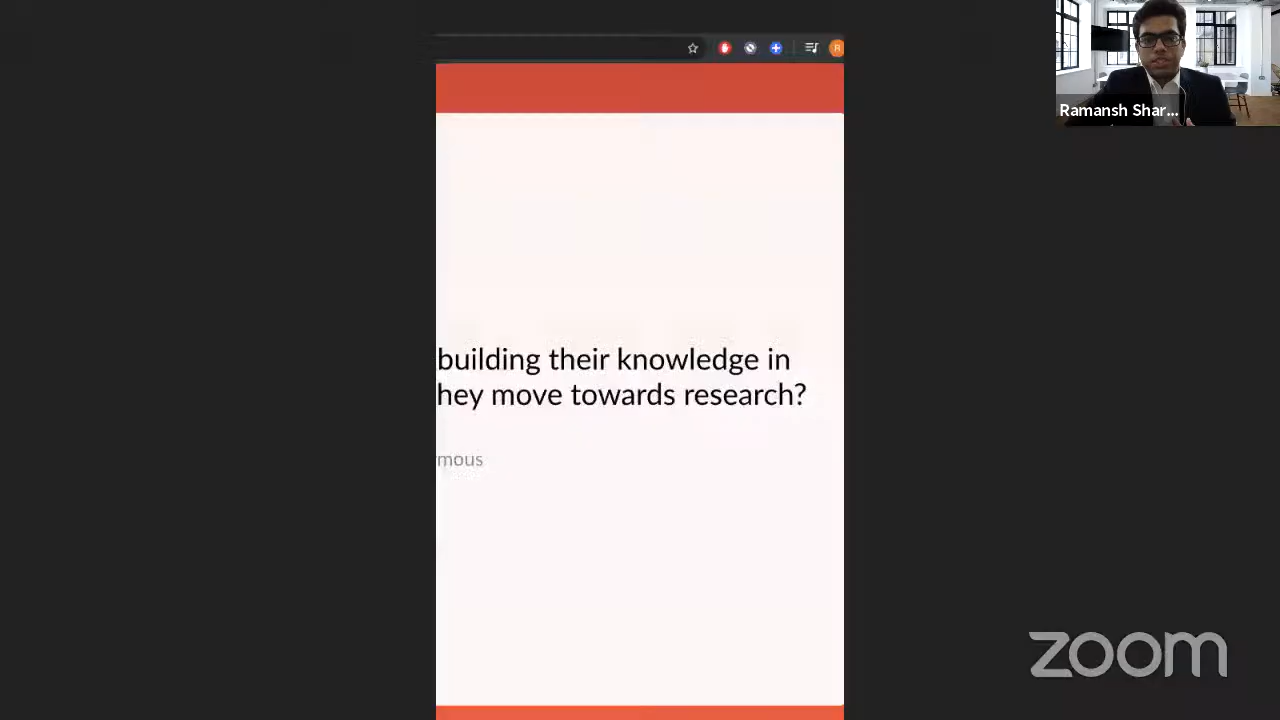 Ramansh Shar...
building their knowledge in
hey move towards research?
mous
R
zoom